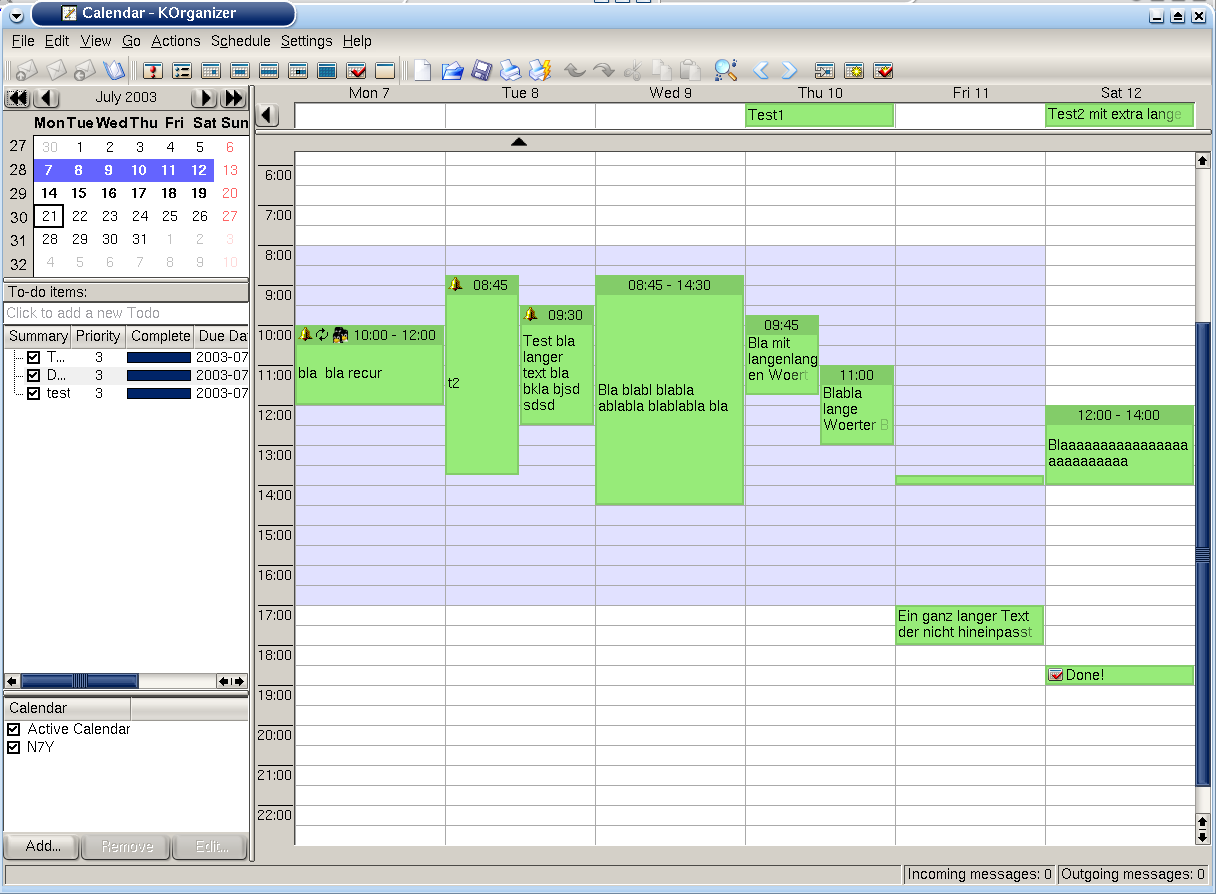 Calendar - KOrganizer
File Edit View Go Actions Schedule Settings Help
July 2003
Mon Tue Wed Thu Fri Sat Sun
27 30 1 2 3 4 5 6
28 7 8 9 10 11 12 13
29 14 15 16 17 18 19 20
30 21 22 23 24 25 26 27
31 28 29 30 31 1 2 3
32 4 5 6 7 8 9 10
To-do items:
Click to add a new Todo
Summary Priority Complete Due Da
T... 3 2003-07
D... 3 2003-07
test 3 2003-07
Calendar
Active Calendar
N7Y
Add... Remove Edit...
Mon 7 Tue 8 Wed 9 Thu 10 Fri 11 Sat 12
Test1
Test2 mit extra lange
6:00
7:00
8:00
9:00
10:00
11:00
12:00
13:00
14:00
15:00
16:00
17:00
18:00
19:00
20:00
21:00
22:00
10:00 - 12:00
bla bla recur
08:45
t2
09:30
Test bla
langer
text bla
bkla bjsd
sdsd
08:45 - 14:30
Bla blabl blabla
ablabla blablabla bla
09:45
Bla mit
langenlang
en Woert
11:00
Blabla
lange
Woerter B
Ein ganz langer Text
der nicht hineinpasst
12:00 - 14:00
Blaaaaaaaaaaaaaaaa
aaaaaaaaaa
Done!
Incoming messages: 0 Outgoing messages: 0